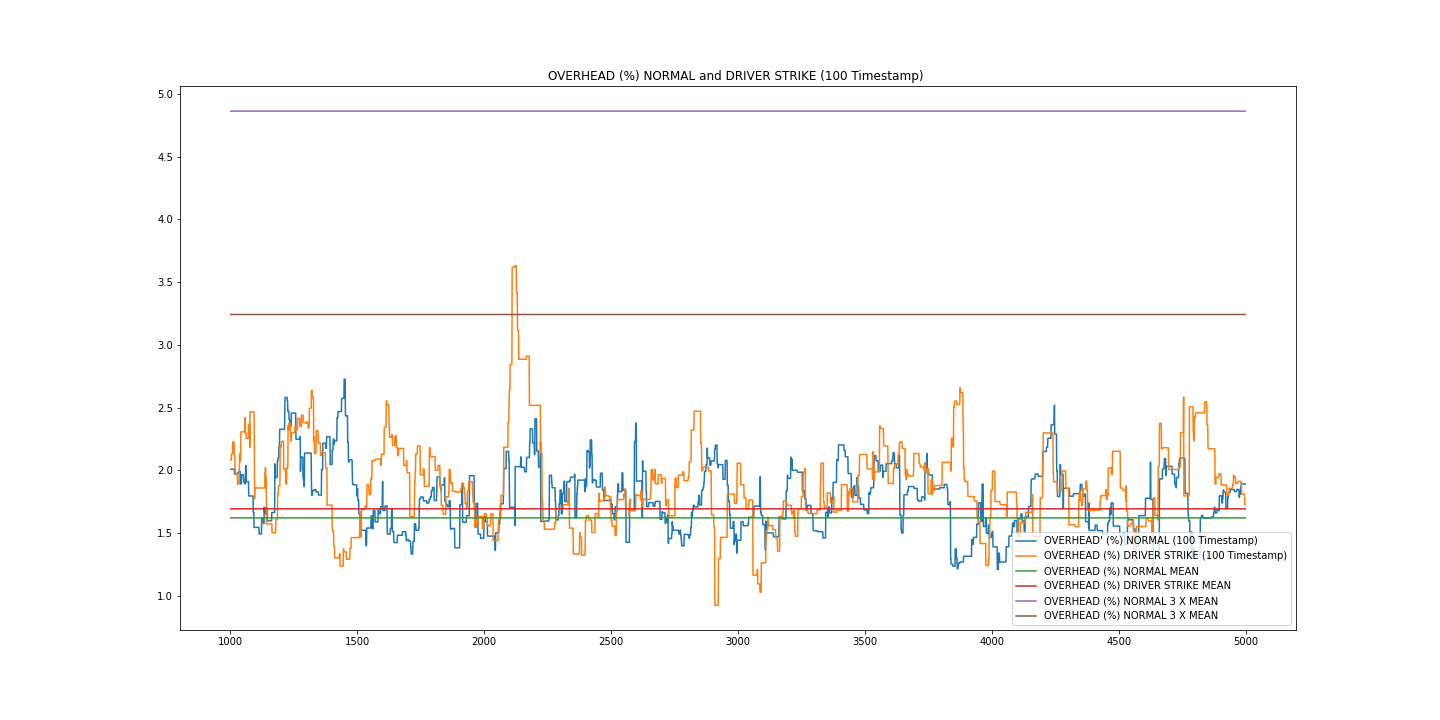 OVERHEAD (%) NORMAL and DRIVER STRIKE (100 Timestamp)
5.0
4.5
4.0
3.5
3.0
2.5
2.0
1.5
1.0
OVERHEAD (%) NORMAL (100 Timestamp)
OVERHEAD (%) DRIVER STRIKE (100 Timestamp)
OVERHEAD (%) NORMAL MEAN
OVERHEAD (%) DRIVER STRIKE MEAN
OVERHEAD (%) NORMAL 3 X MEAN
OVERHEAD (%) NORMAL 3 X MEAN
1000 1500 2000 2500 3000 3500 4000 4500 5000